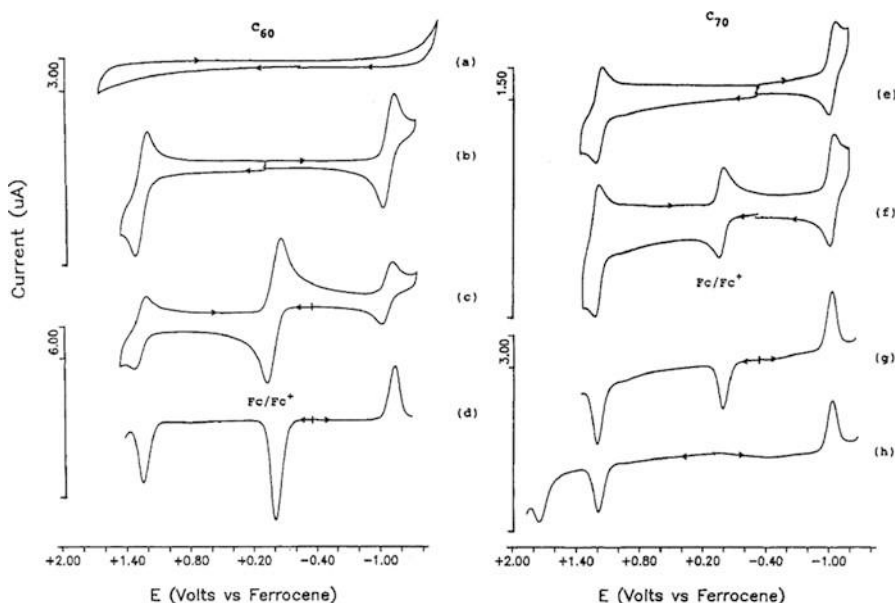 C60
3.00
(a)
(b)
Current (uA)
(c)
6.00
Fc/Fc+
(d)
+2.00 +1.40 +0.80 +0.20 -0.40 -1.00
E (Volts vs Ferrocene)
C70
1.50
(e)
(f)
Fc/Fc+
3.00
(g)
(h)
+2.00 +1.40 +0.80 +0.20 -0.40 -1.00
E (Volts vs Ferrocene)